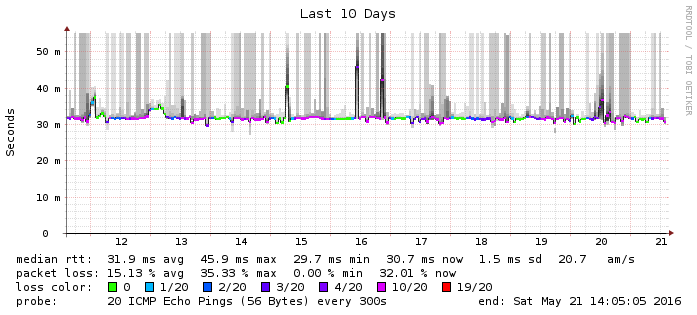 Last 10 Days
RRDTOOL / TOBI OETIKER
Seconds
50 m
40 m
30 m
20 m
10 m
0
12 13 14 15 16 17 18 19 20 21
median rtt: 31.9 ms avg 45.9 ms max 29.7 ms min 30.7 ms now 1.5 ms sd 20.7 am/s
packet loss: 15.13 % avg 35.33 % max 0.00 % min 32.01 % now
loss color: 0 1/20 2/20 3/20 4/20 10/20 19/20
probe: 20 ICMP Echo Pings (56 Bytes) every 300s end: Sat May 21 14:05:05 2016